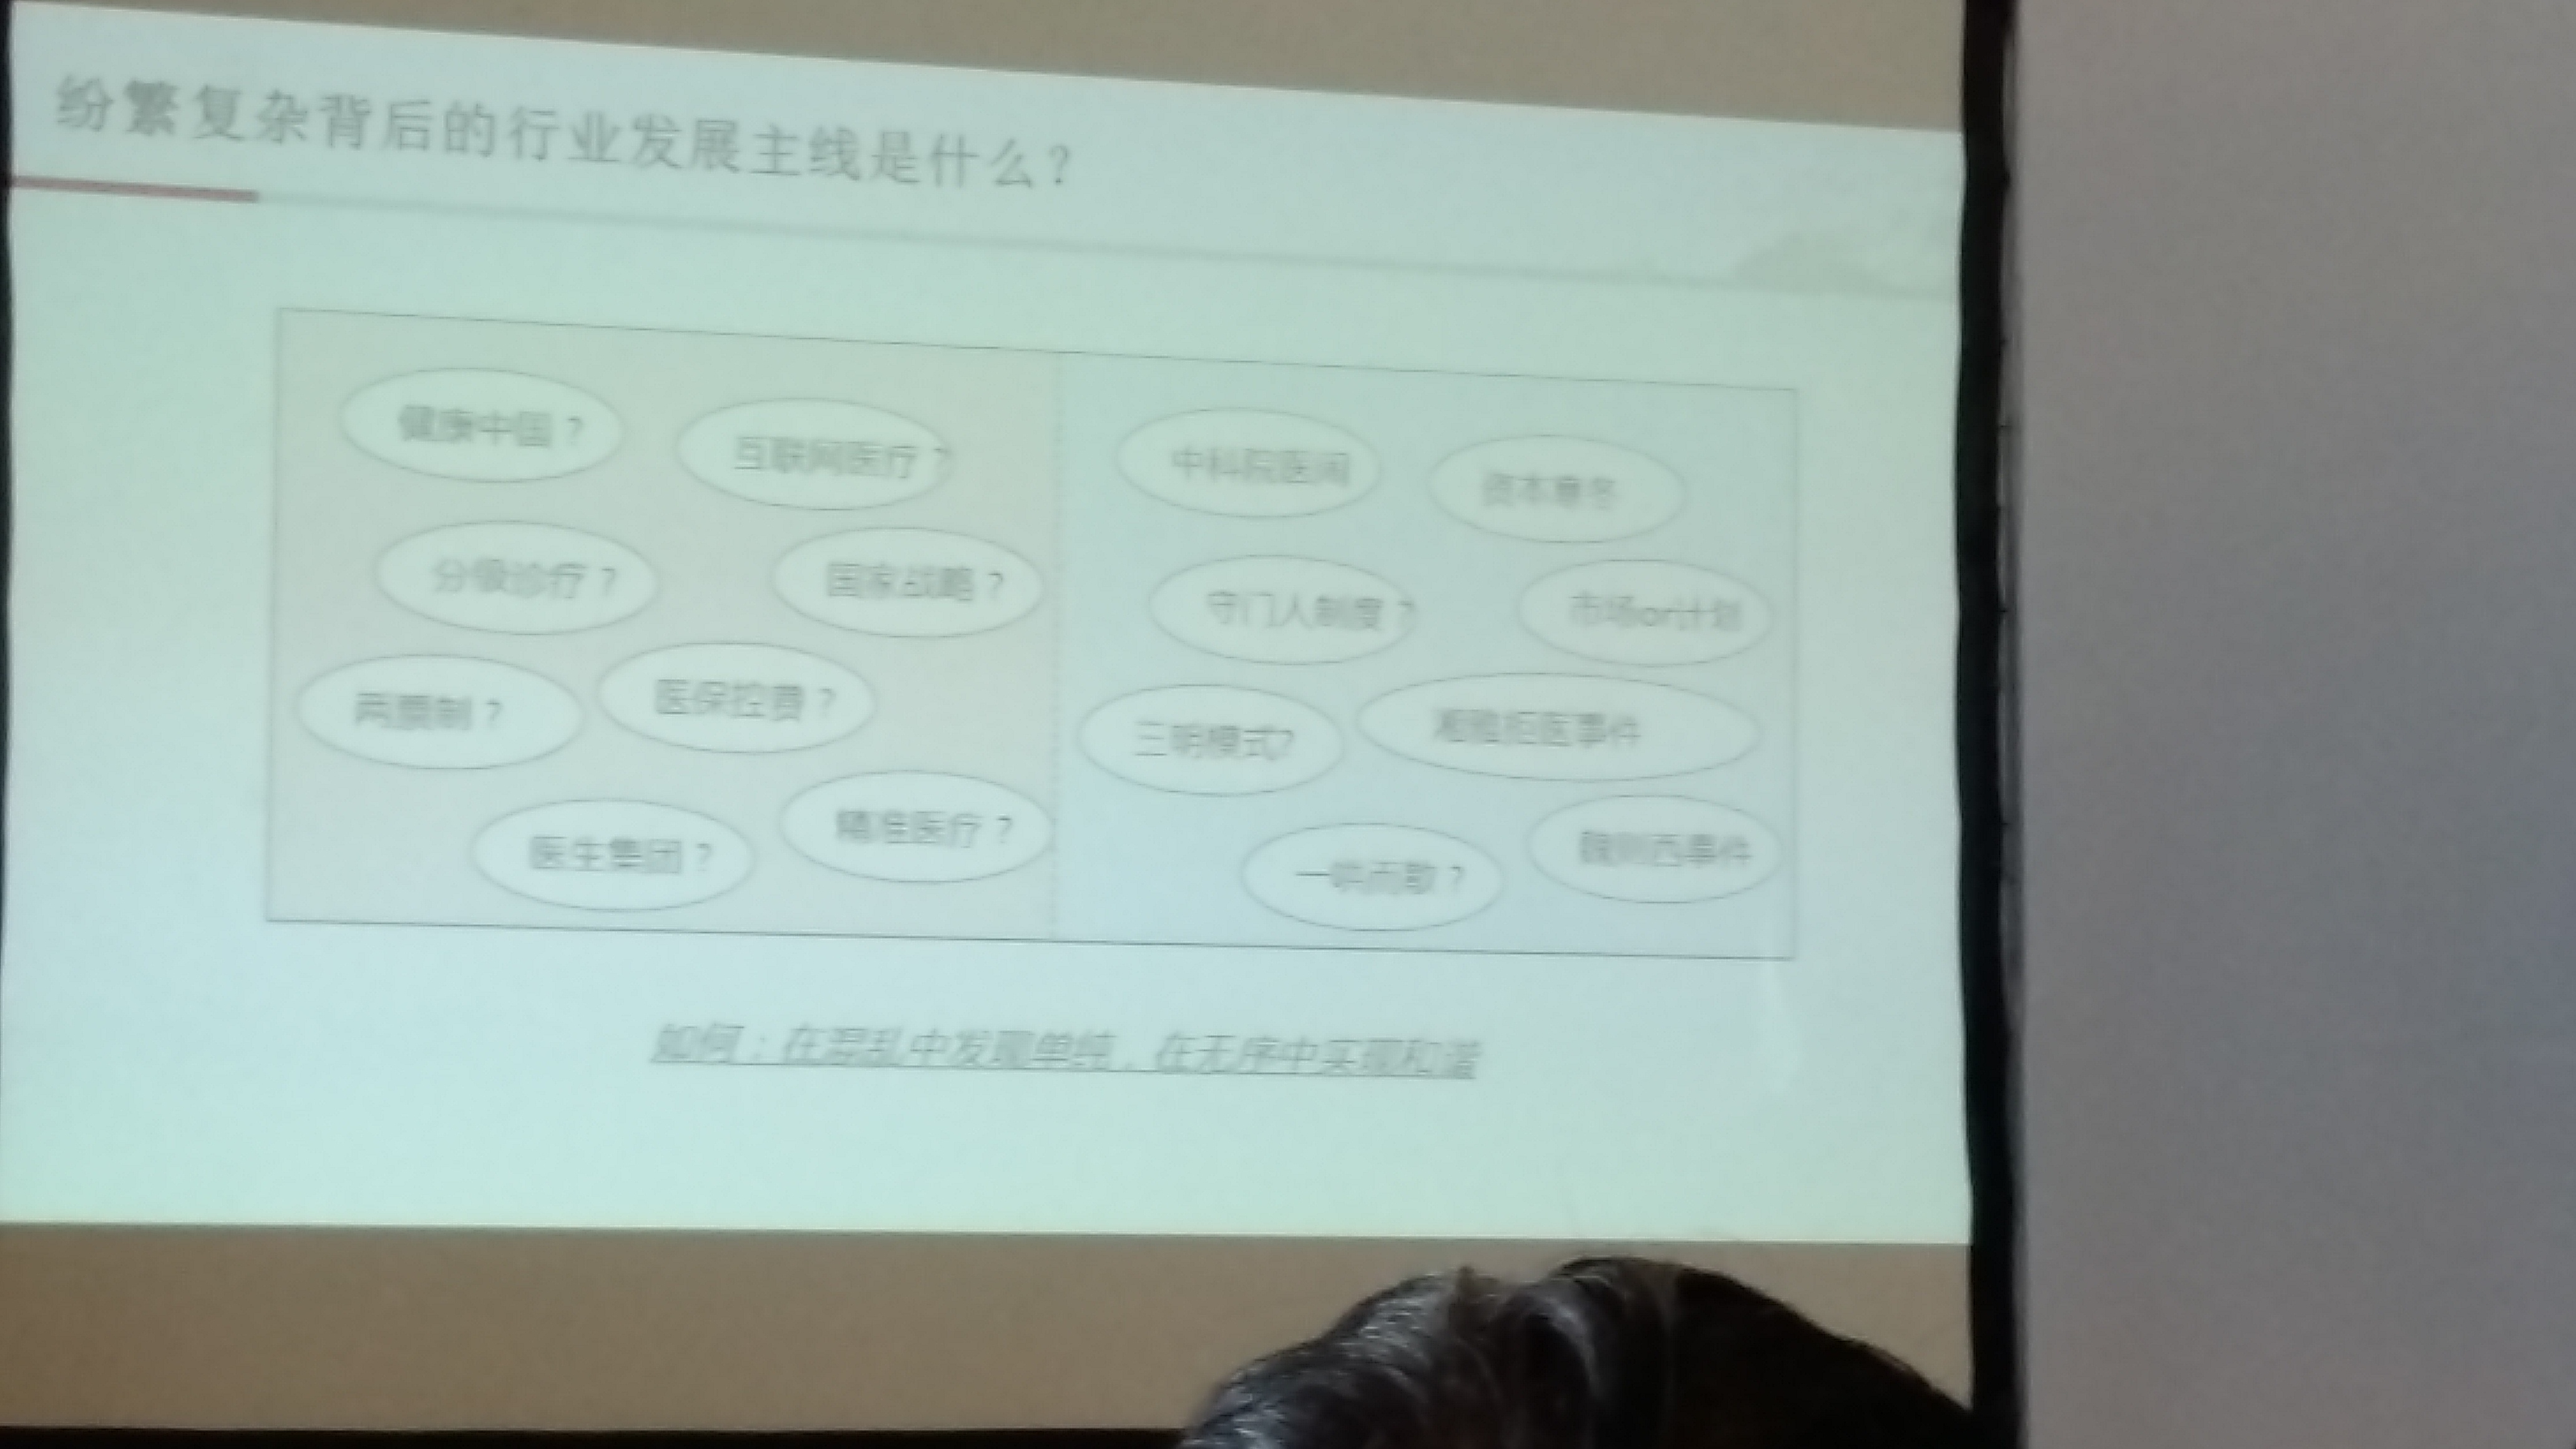 纷繁复杂背后的行业发展主线是什么？
健康中国？
互联网医疗？
分级诊疗？
国家战略？
两票制？
医保控费？
医生集团？
精准医疗？
中科院医闹
资本寒冬
守门人制度？
市场or计划
三明模式?
湘雅拒医事件
一哄而散？
魏则西事件
如何：在混乱中发现单纯，在无序中实现和谐